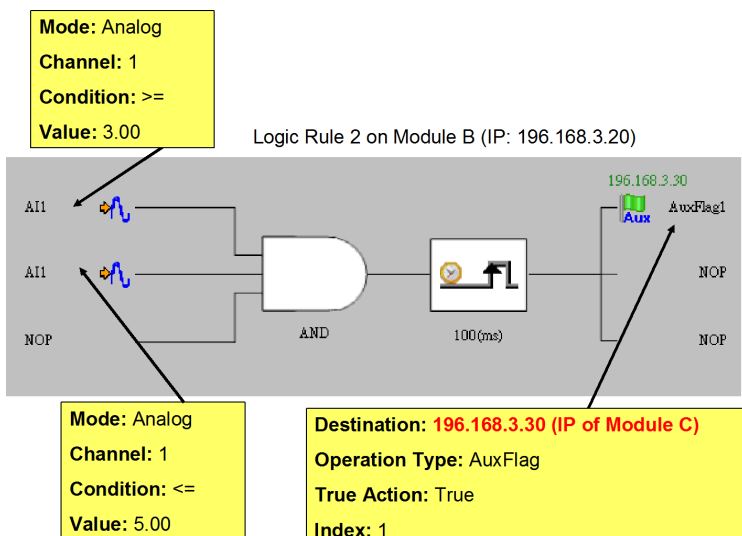 Mode: Analog
Channel: 1
Condition: >=
Value: 3.00
Logic Rule 2 on Module B (IP: 196.168.3.20)
196.168.3.30
AI1
Aux
AuxFlag1
AI1
NOP
NOP
AND
100(ms)
NOP
Mode: Analog
Channel: 1
Condition: <=
Value: 5.00
Destination: 196.168.3.30 (IP of Module C)
Operation Type: AuxFlag
True Action: True
Index: 1